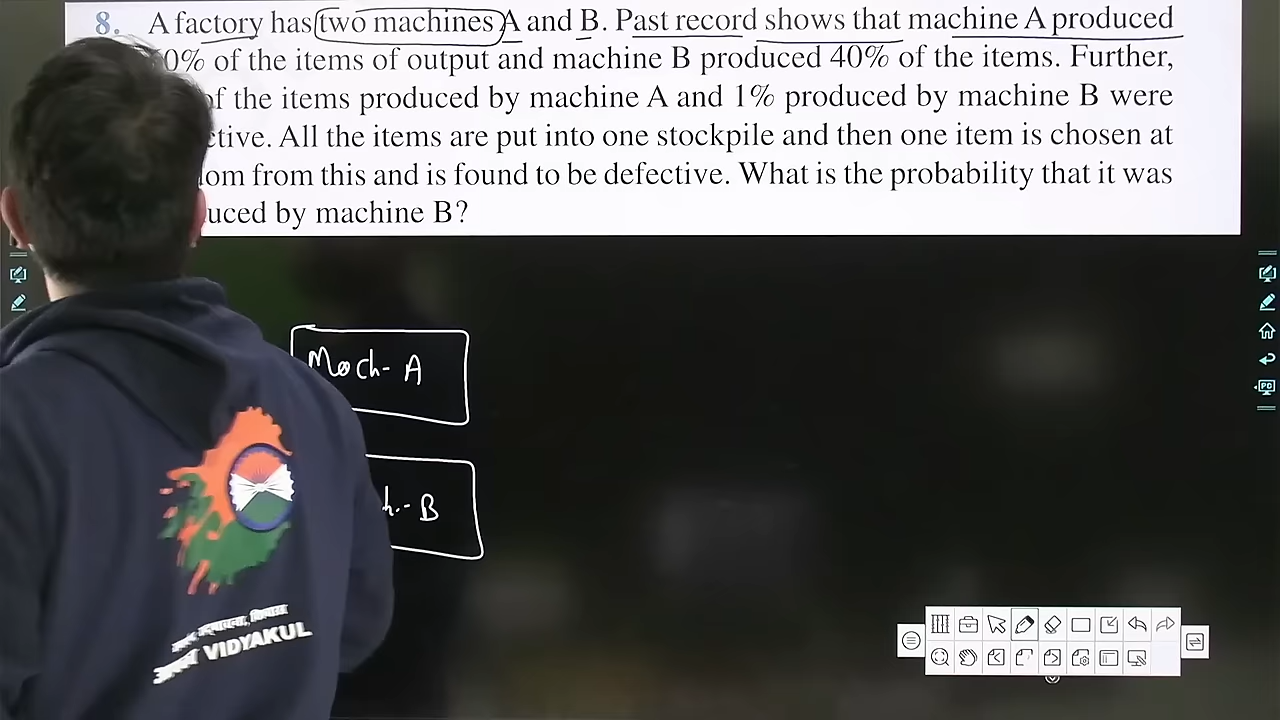 8. A factory has two machines A and B. Past record shows that machine A produced
0% of the items of output and machine B produced 40% of the items. Further,
of the items produced by machine A and 1% produced by machine B were
ctive. All the items are put into one stockpile and then one item is chosen at
om from this and is found to be defective. What is the probability that it was
uced by machine B?
Mach- A
h.- B
VIDYAKUL